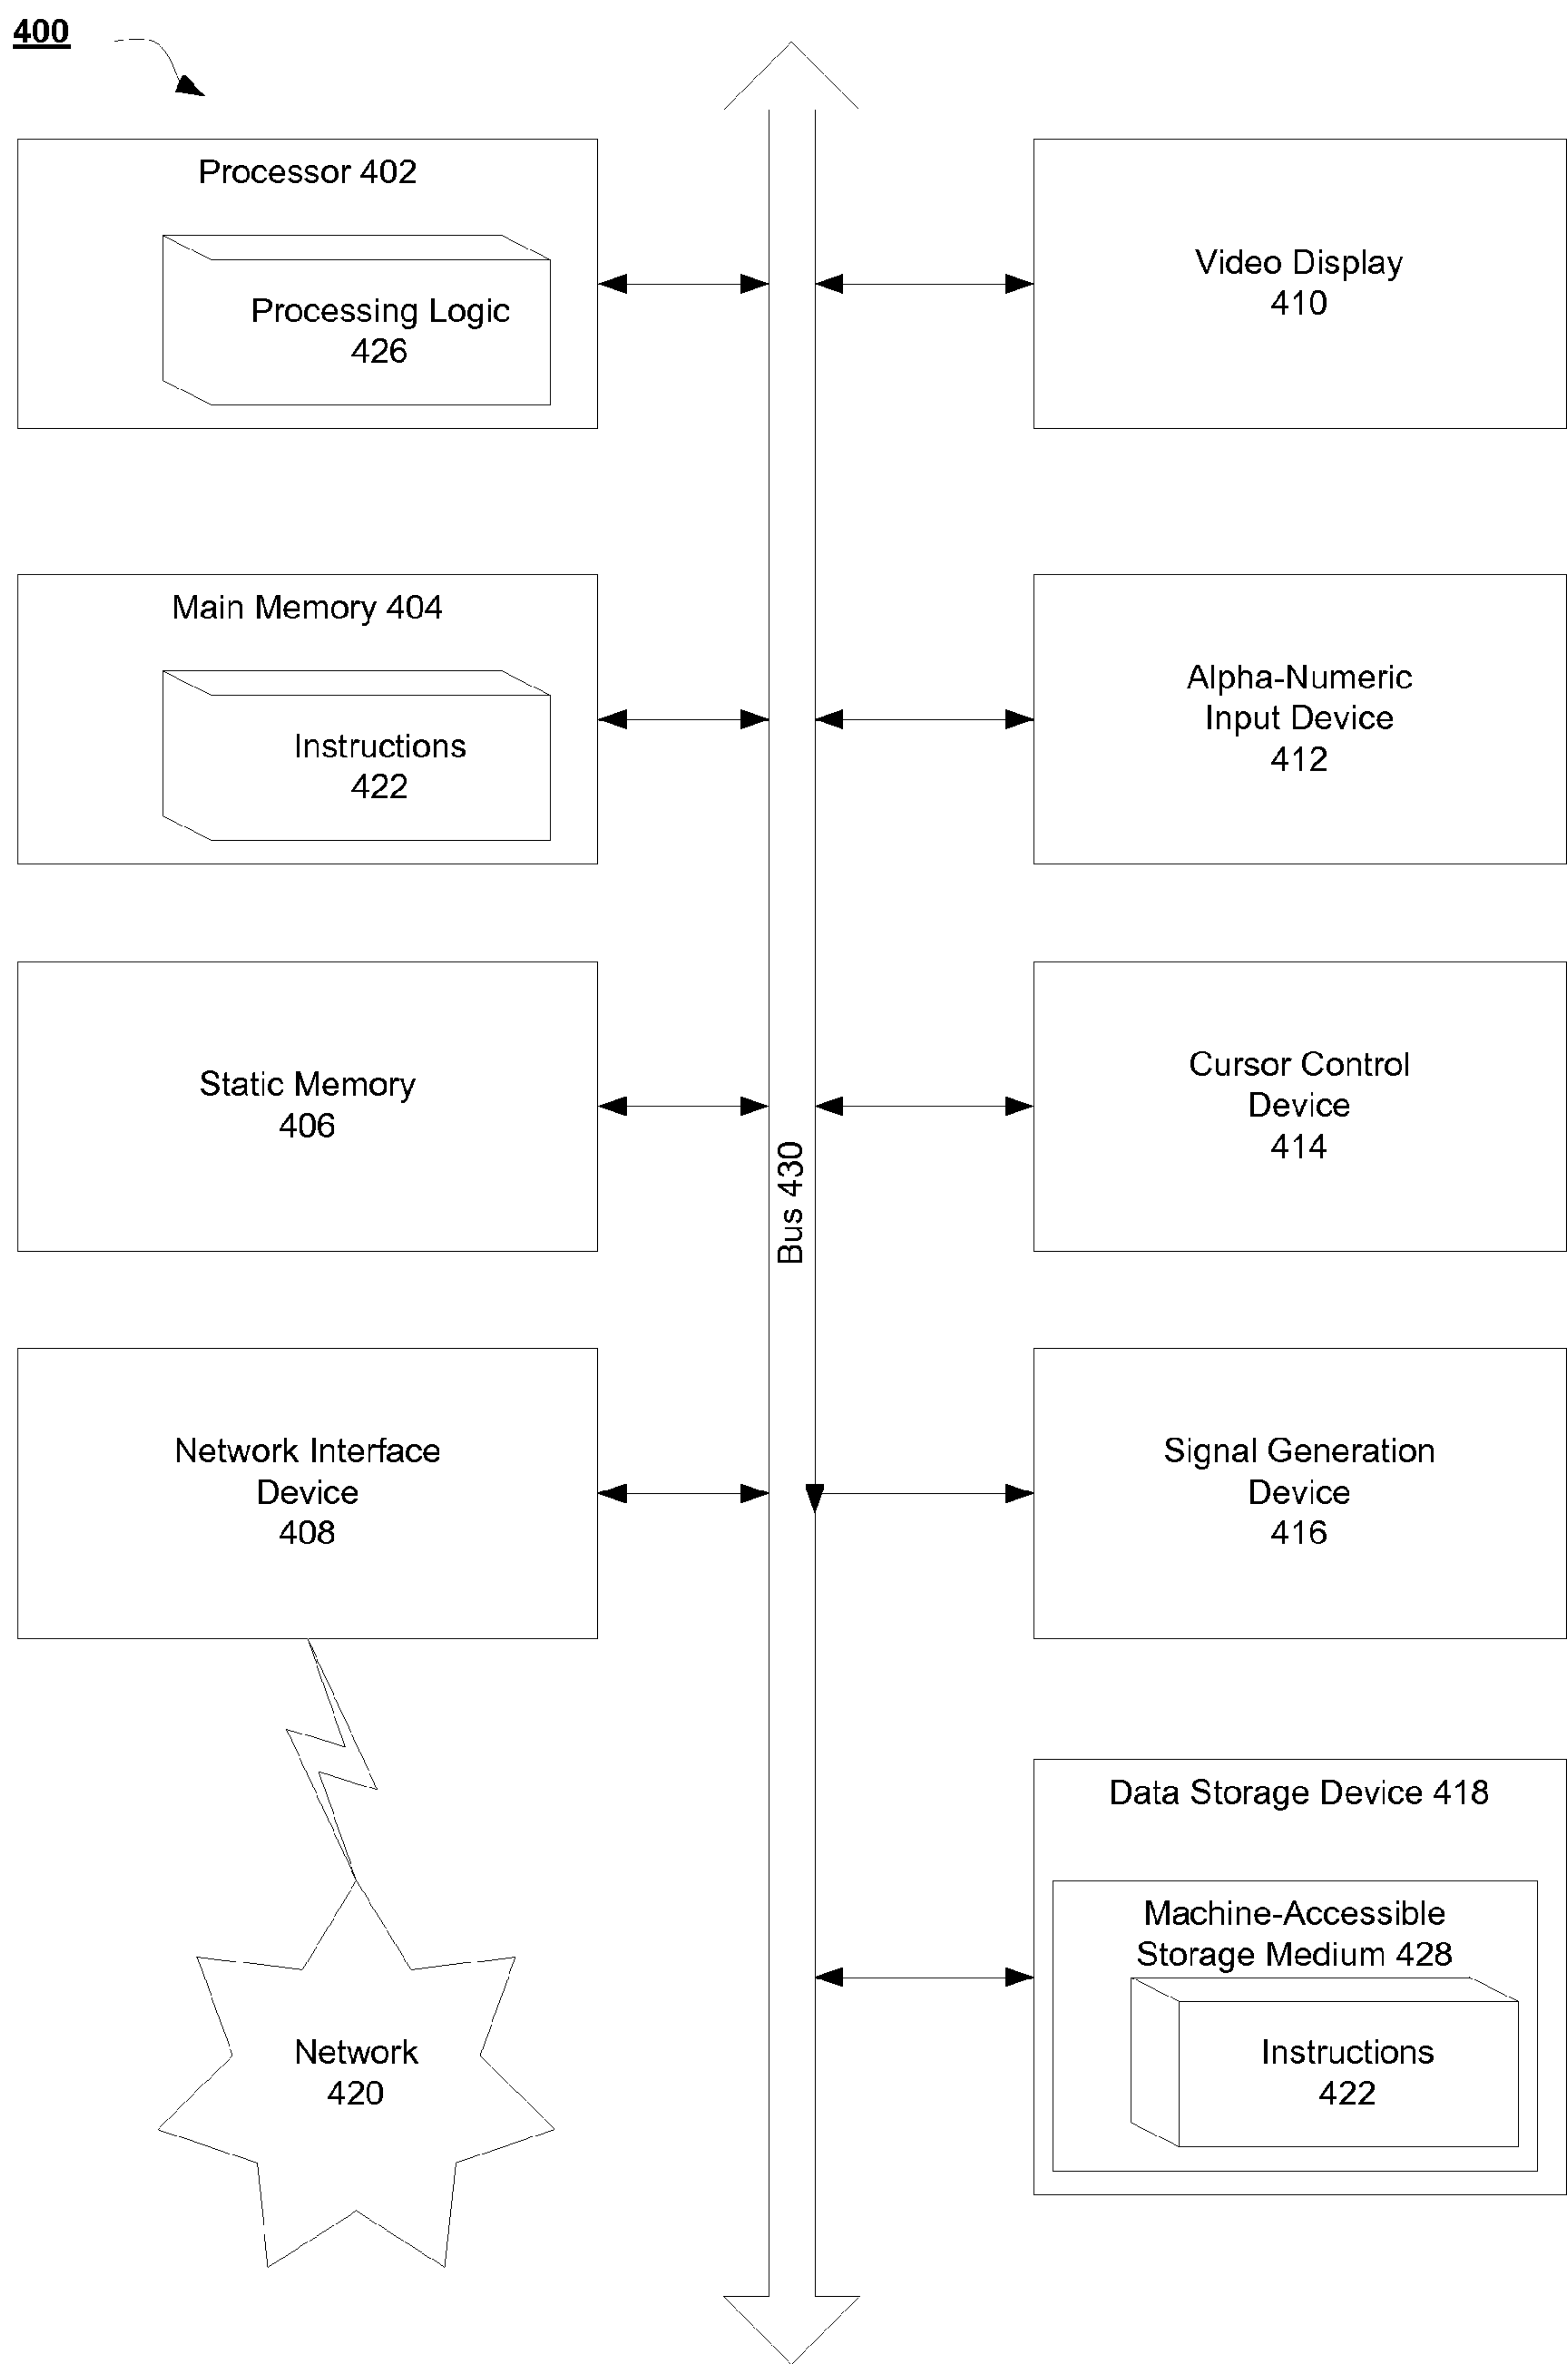 400
Processor 402
Processing Logic
426
Video Display
410
Main Memory 404
Instructions
422
Alpha-Numeric
Input Device
412
Static Memory
406
Cursor Control
Device
414
Bus 430
Network Interface
Device
408
Signal Generation
Device
416
Data Storage Device 418
Machine-Accessible
Storage Medium 428
Instructions
422
Network
420